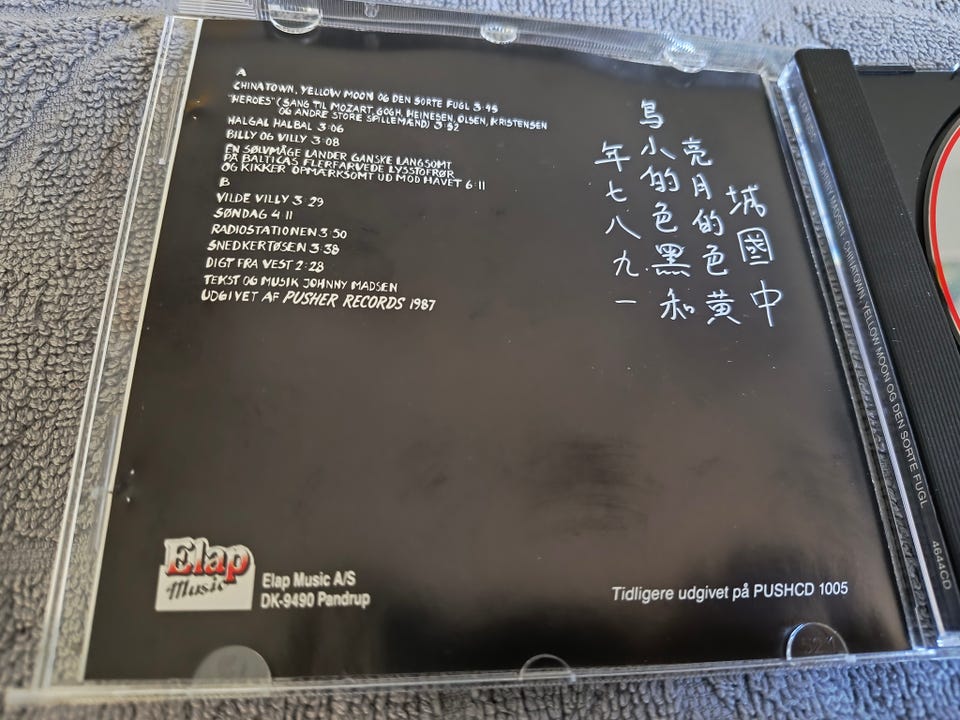 A
CHINATOWN, YELLOW MOON OG DEN SORTE FUGL 3·45
"HEROES" (SANG TIL MOZART, GOGH, HEINESEN, OLSEN, KRISTENSEN
OG ANDRE STORE SPILLEMÆND) 3:52
HALGAL HALBAL 3:06
BILLY OG VILLY 3:08
EN SØLVMÅGE LANDER GANSKE LANGSOMT
PÅ BALTICAS FLERFARVEDE LYSSTOFRØR
OG KIKKER OPMÆRKSOMT UD MOD HAVET 6:11
B
VILDE VILLY 3:29
SØNDAG 4:11
RADIOSTATIONEN 3:50
SNEDKERTØSEN 3:38
DIGT FRA VEST 2:28
TEKST OG MUSIK JOHNNY MADSEN
UDGIVET AF PUSHER RECORDS 1987
中國城
黃色的月亮
和黑色的小鳥
一九八七年
Elap
Music
Elap Music A/S
DK-9490 Pandrup
Tidligere udgivet på PUSHCD 1005
JOHNNY MADSEN · CHINATOWN, YELLOW MOON OG DEN SORTE FUGL
4644CD